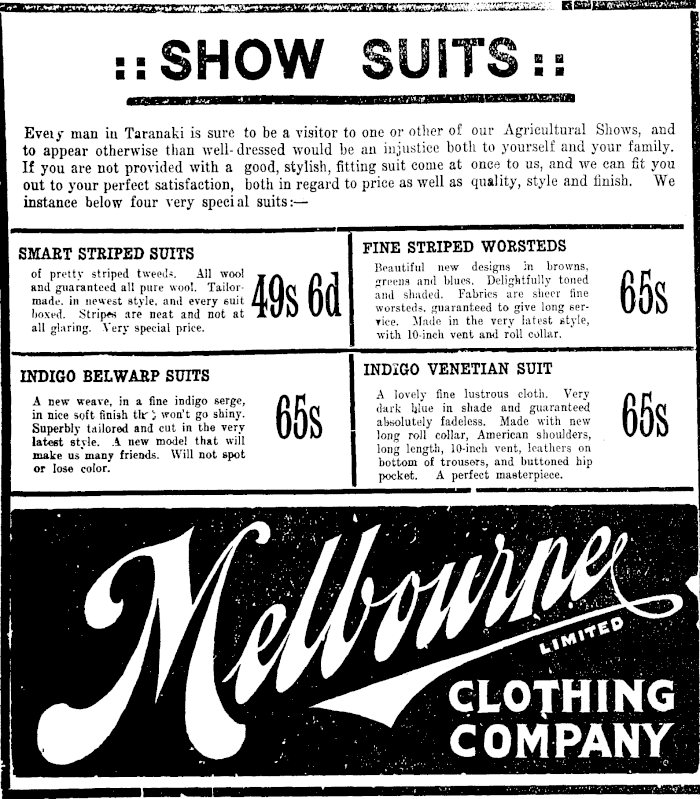 :: SHOW SUITS ::
Every man in Taranaki is sure to be a visitor to one or other of our Agricultural Shows, and
to appear otherwise than well-dressed would be an injustice both to yourself and your family.
If you are not provided with a good, stylish, fitting suit come at once to us, and we can fit you
out to your perfect satisfaction, both in regard to price as well as quality, style and finish. We
instance below four very special suits:—
SMART STRIPED SUITS
of pretty striped tweeds. All wool
and guaranteed all pure wool. Tailor-
made, in newest style, and every suit
boxed. Stripes are neat and not at
all glaring. Very special price.
49s 6d
FINE STRIPED WORSTEDS
Beautiful new designs in browns,
greens and blues. Delightfully toned
and shaded. Fabrics are sheer fine
worsteds, guaranteed to give long ser-
vice. Made in the very latest style,
with 10-inch vent and roll collar.
65s
INDIGO BELWARP SUITS
A new weave, in a fine indigo serge,
in nice soft finish won't go shiny.
Superbly tailored and cut in the very
latest style. A new model that will
make us many friends. Will not spot
or lose color.
65s
INDIGO VENETIAN SUIT
A lovely fine lustrous cloth. Very
dark blue in shade and guaranteed
absolutely fadeless. Made with new
long roll collar, American shoulders,
long length, 10-inch vent, leathers on
bottom of trousers, and buttoned hip
pocket. A perfect masterpiece.
65s
Melbourne
LIMITED
CLOTHING
COMPANY